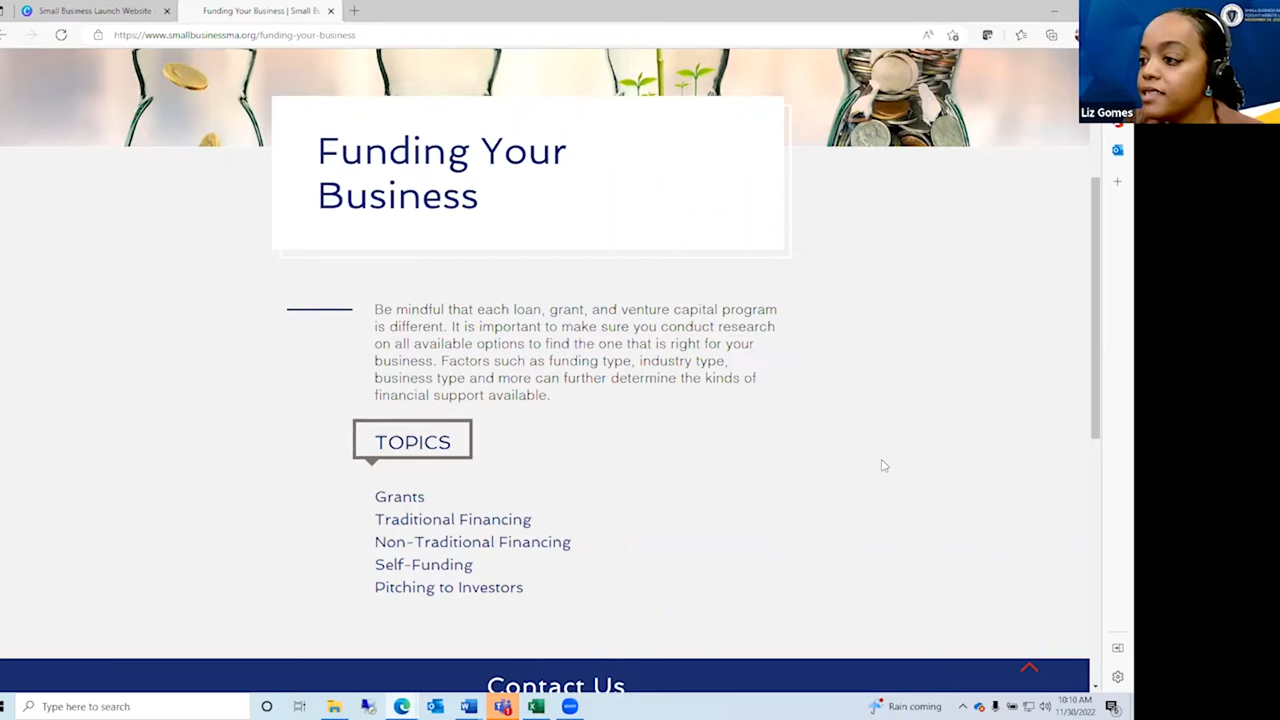 Small Business Launch Website
Funding Your Business | Small Bu
https://www.smallbusinessma.org/funding-your-business
Liz Gomes
Funding Your
Business
Be mindful that each loan, grant, and venture capital program
is different. It is important to make sure you conduct research
on all available options to find the one that is right for your
business. Factors such as funding type, industry type,
business type and more can further determine the kinds of
financial support available.
TOPICS
Grants
Traditional Financing
Non-Traditional Financing
Self-Funding
Pitching to Investors
Contact Us
Type here to search
Rain coming
10:10 AM
11/30/2022